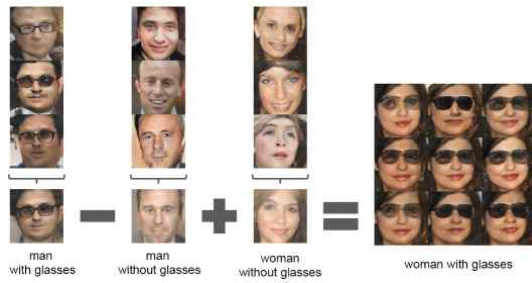 man
with glasses
man
without glasses
woman
without glasses
woman with glasses